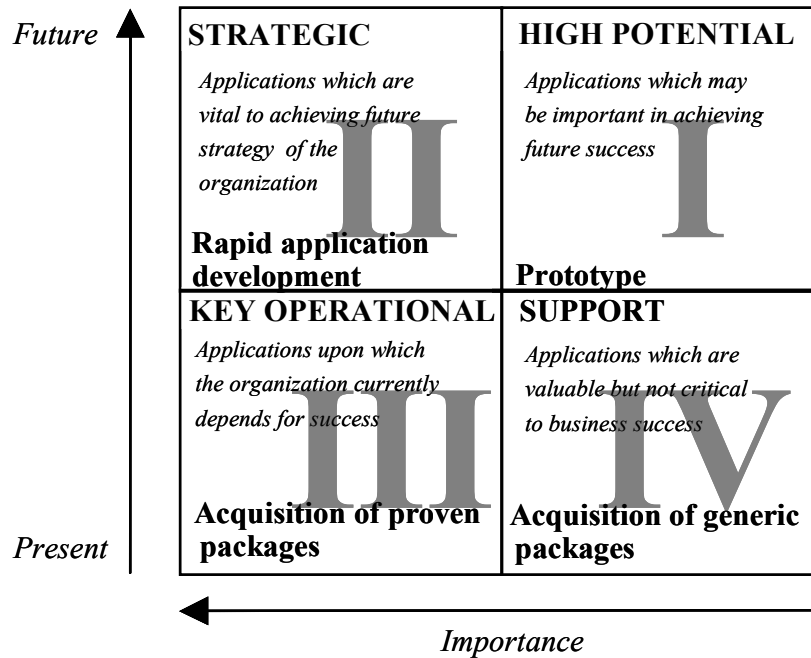 Future
STRATEGIC
Applications which are
vital to achieving future
strategy of the
organization
II
Rapid application
development
HIGH POTENTIAL
Applications which may
be important in achieving
future success
I
Prototype
KEY OPERATIONAL
Applications upon which
the organization currently
depends for success
III
Acquisition of proven
packages
SUPPORT
Applications which are
valuable but not critical
to business success
IV
Acquisition of generic
packages
Present
Importance